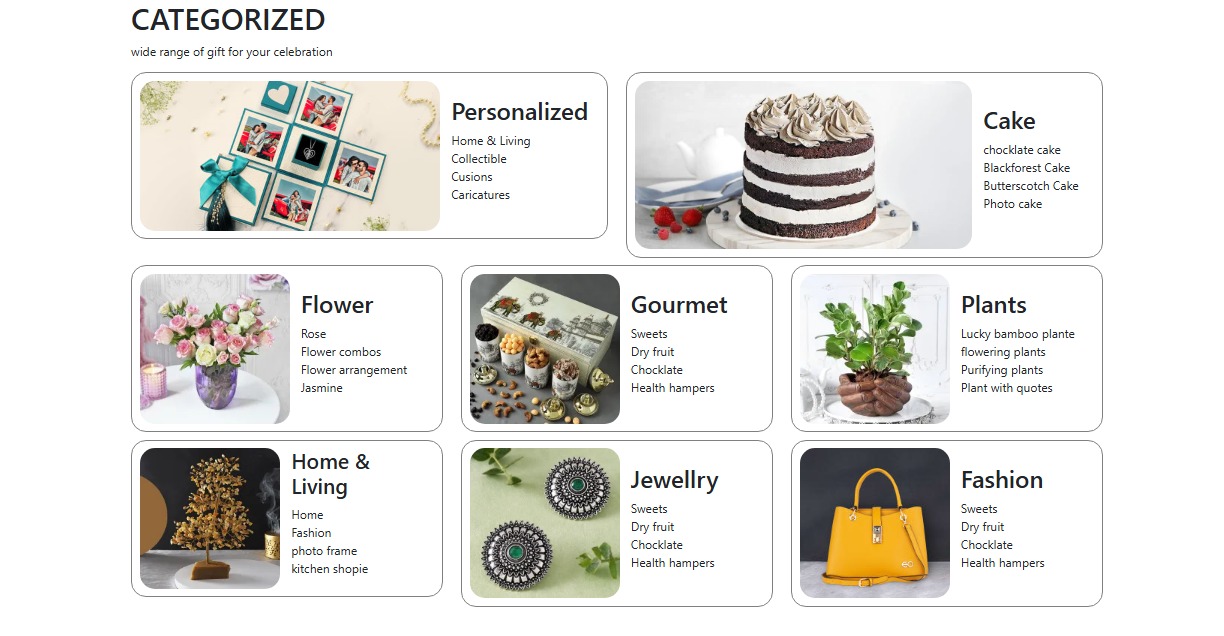 CATEGORIZED
wide range of gift for your celebration
Personalized
Home & Living
Collectible
Cusions
Caricatures
Cake
chocklate cake
Blackforest Cake
Butterscotch Cake
Photo cake
Flower
Rose
Flower combos
Flower arrangement
Jasmine
Gourmet
Sweets
Dry fruit
Chocklate
Health hampers
Plants
Lucky bamboo plante
flowering plants
Purifying plants
Plant with quotes
Home &
Living
Home
Fashion
photo frame
kitchen shopie
Jewellry
Sweets
Dry fruit
Chocklate
Health hampers
Fashion
Sweets
Dry fruit
Chocklate
Health hampers